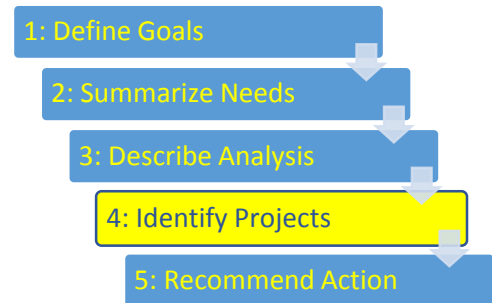 1: Define Goals
2: Summarize Needs
3: Describe Analysis
4: Identify Projects
5: Recommend Action